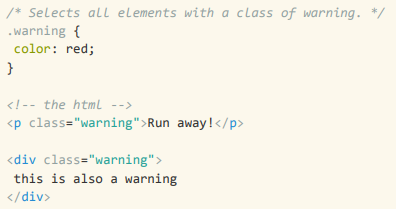 /* Selects all elements with a class of warning. */
.warning {
 color: red;
}

<!-- the html -->
<p class="warning">Run away!</p>

<div class="warning">
 this is also a warning
</div>